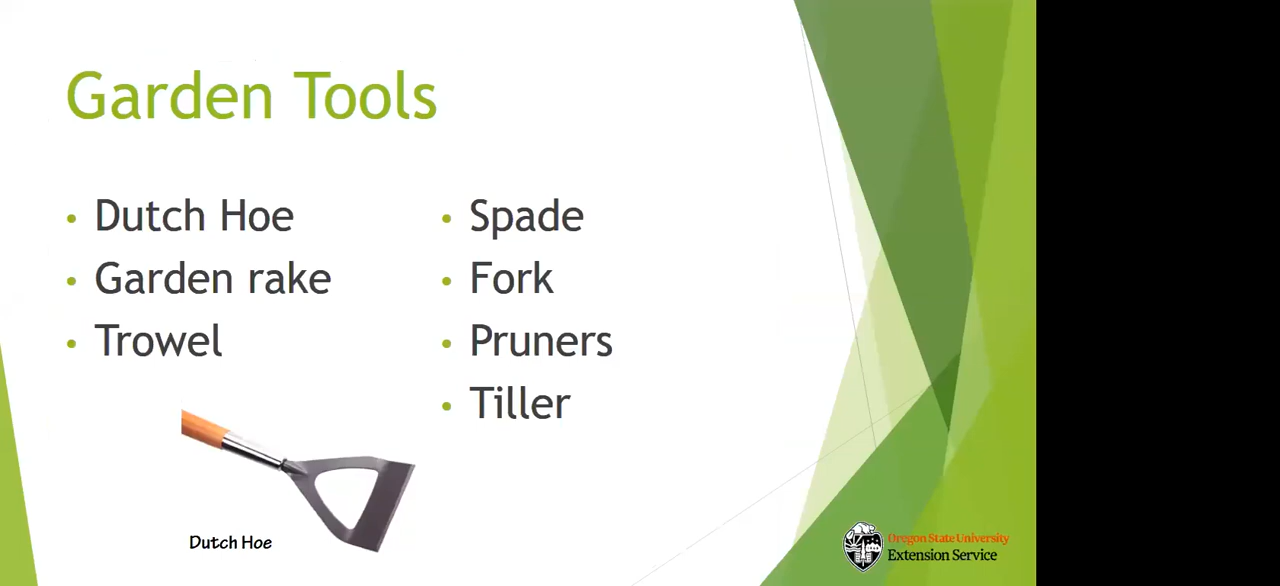 Garden Tools
• Dutch Hoe
• Garden rake
• Trowel
• Spade
• Fork
• Pruners
• Tiller
Dutch Hoe
Oregon State University
Extension Service